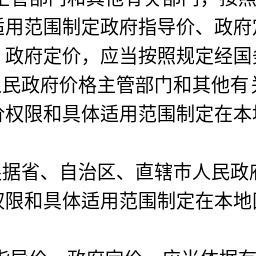 主管部门和其他有关部门，按照
适用范围制定政府指导价、政府定
、政府定价，应当按照规定经国务
人民政府价格主管部门和其他有关
价权限和具体适用范围制定在本地
根据省、自治区、直辖市人民政府
权限和具体适用范围制定在本地区
指导价、政府定价，应当依据有